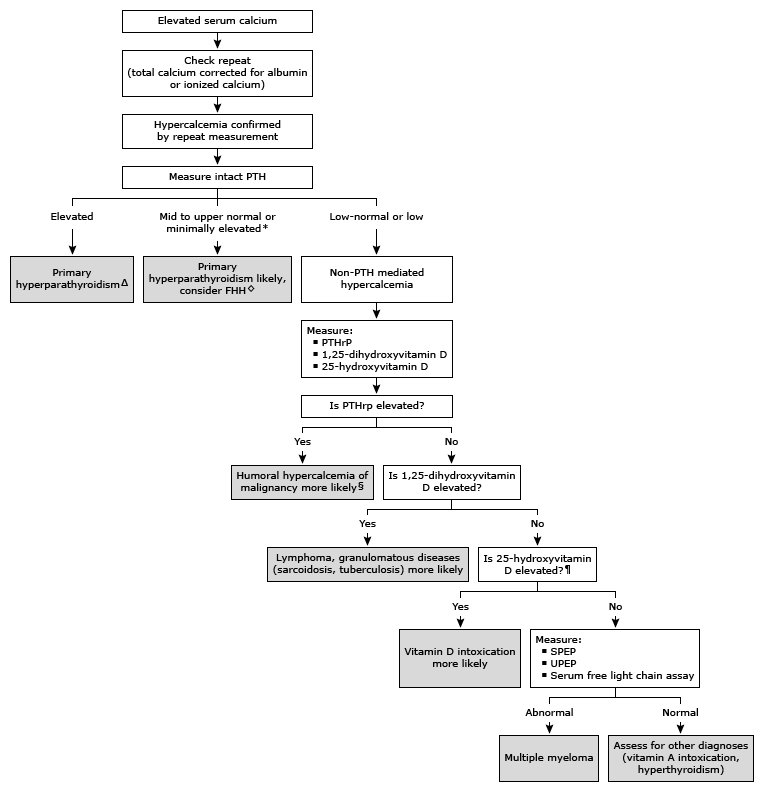 Elevated serum calcium
Check repeat
(total calcium corrected for albumin
or ionized calcium)
Hypercalcemia confirmed
by repeat measurement
Measure intact PTH
Elevated
Mid to upper normal or
minimally elevated*
Low-normal or low
Primary
hyperparathyroidismΔ
Primary
hyperparathyroidism likely,
consider FHH◇
Non-PTH mediated
hypercalcemia
Measure:
▪ PTHrP
▪ 1,25-dihydroxyvitamin D
▪ 25-hydroxyvitamin D
Is PTHrp elevated?
Yes
No
Humoral hypercalcemia of
malignancy more likely§
Is 1,25-dihydroxyvitamin
D elevated?
Yes
No
Lymphoma, granulomatous diseases
(sarcoidosis, tuberculosis) more likely
Is 25-hydroxyvitamin
D elevated?¶
Yes
No
Vitamin D intoxication
more likely
Measure:
▪ SPEP
▪ UPEP
▪ Serum free light chain assay
Abnormal
Normal
Multiple myeloma
Assess for other diagnoses
(vitamin A intoxication,
hyperthyroidism)